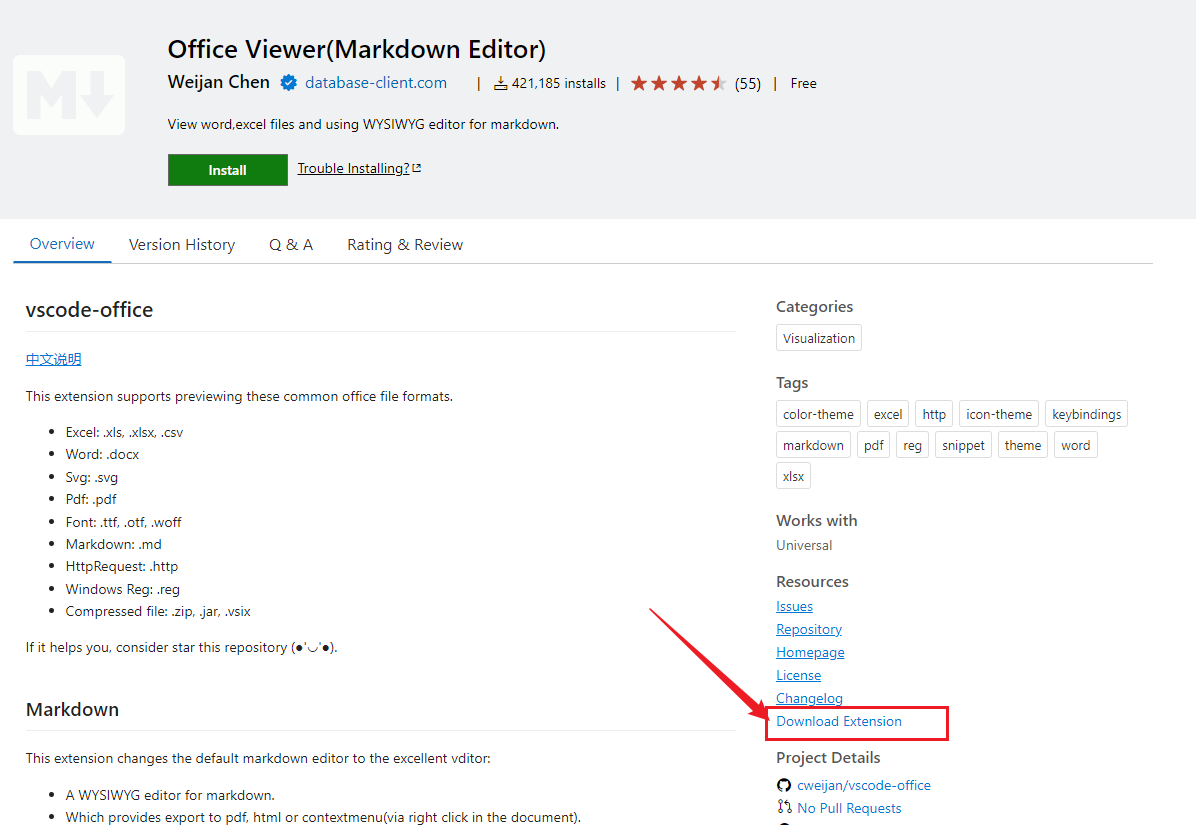 M
Office Viewer(Markdown Editor)
Weijan Chen database-client.com | 421,185 installs | (55) | Free
View word,excel files and using WYSIWYG editor for markdown.
Install Trouble Installing?
Overview Version History Q & A Rating & Review
vscode-office
中文说明
This extension supports previewing these common office file formats.
• Excel: .xls, .xlsx, .csv
• Word: .docx
• Svg: .svg
• Pdf: .pdf
• Font: .ttf, .otf, .woff
• Markdown: .md
• HttpRequest: .http
• Windows Reg: .reg
• Compressed file: .zip, .jar, .vsix
If it helps you, consider star this repository (●'◡'●).
Markdown
This extension changes the default markdown editor to the excellent vditor:
• A WYSIWYG editor for markdown.
• Which provides export to pdf, html or contextmenu(via right click in the document).
Categories
Visualization
Tags
color-theme excel http icon-theme keybindings
markdown pdf reg snippet theme word
xlsx
Works with
Universal
Resources
Issues
Repository
Homepage
License
Changelog
Download Extension
Project Details
cweijan/vscode-office
No Pull Requests